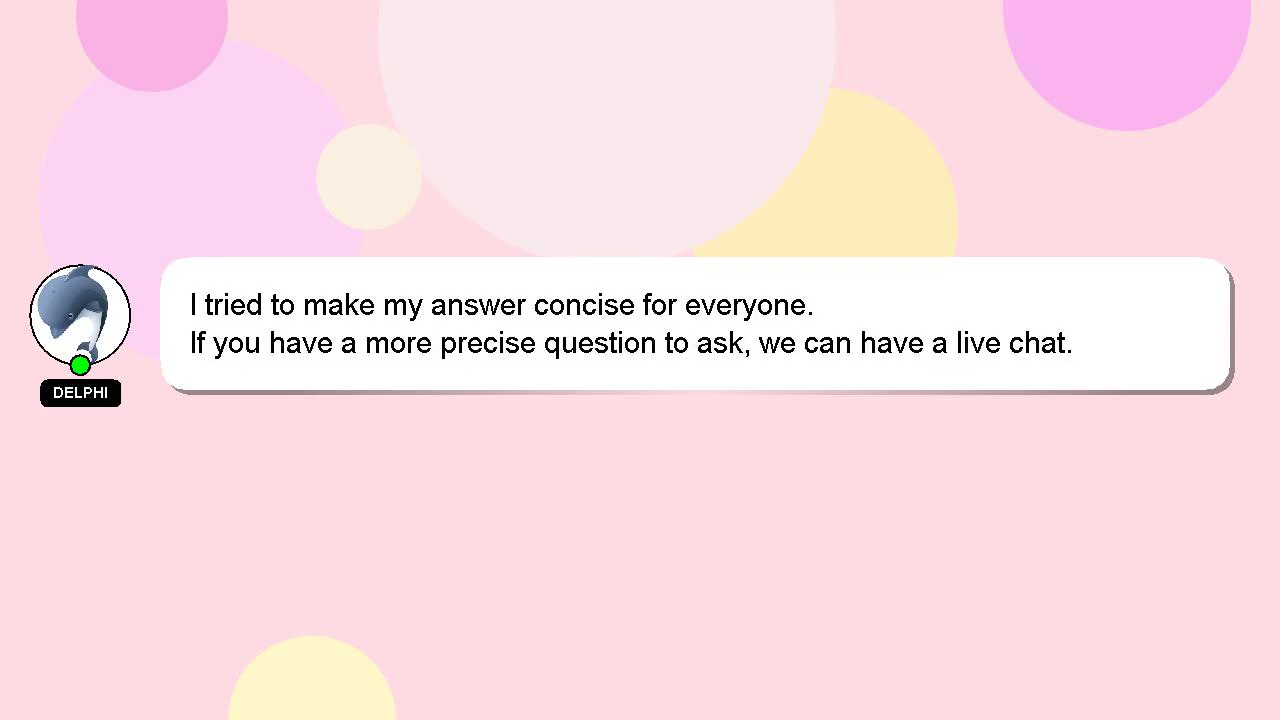 I tried to make my answer concise for everyone.
If you have a more precise question to ask, we can have a live chat.
DELPHI